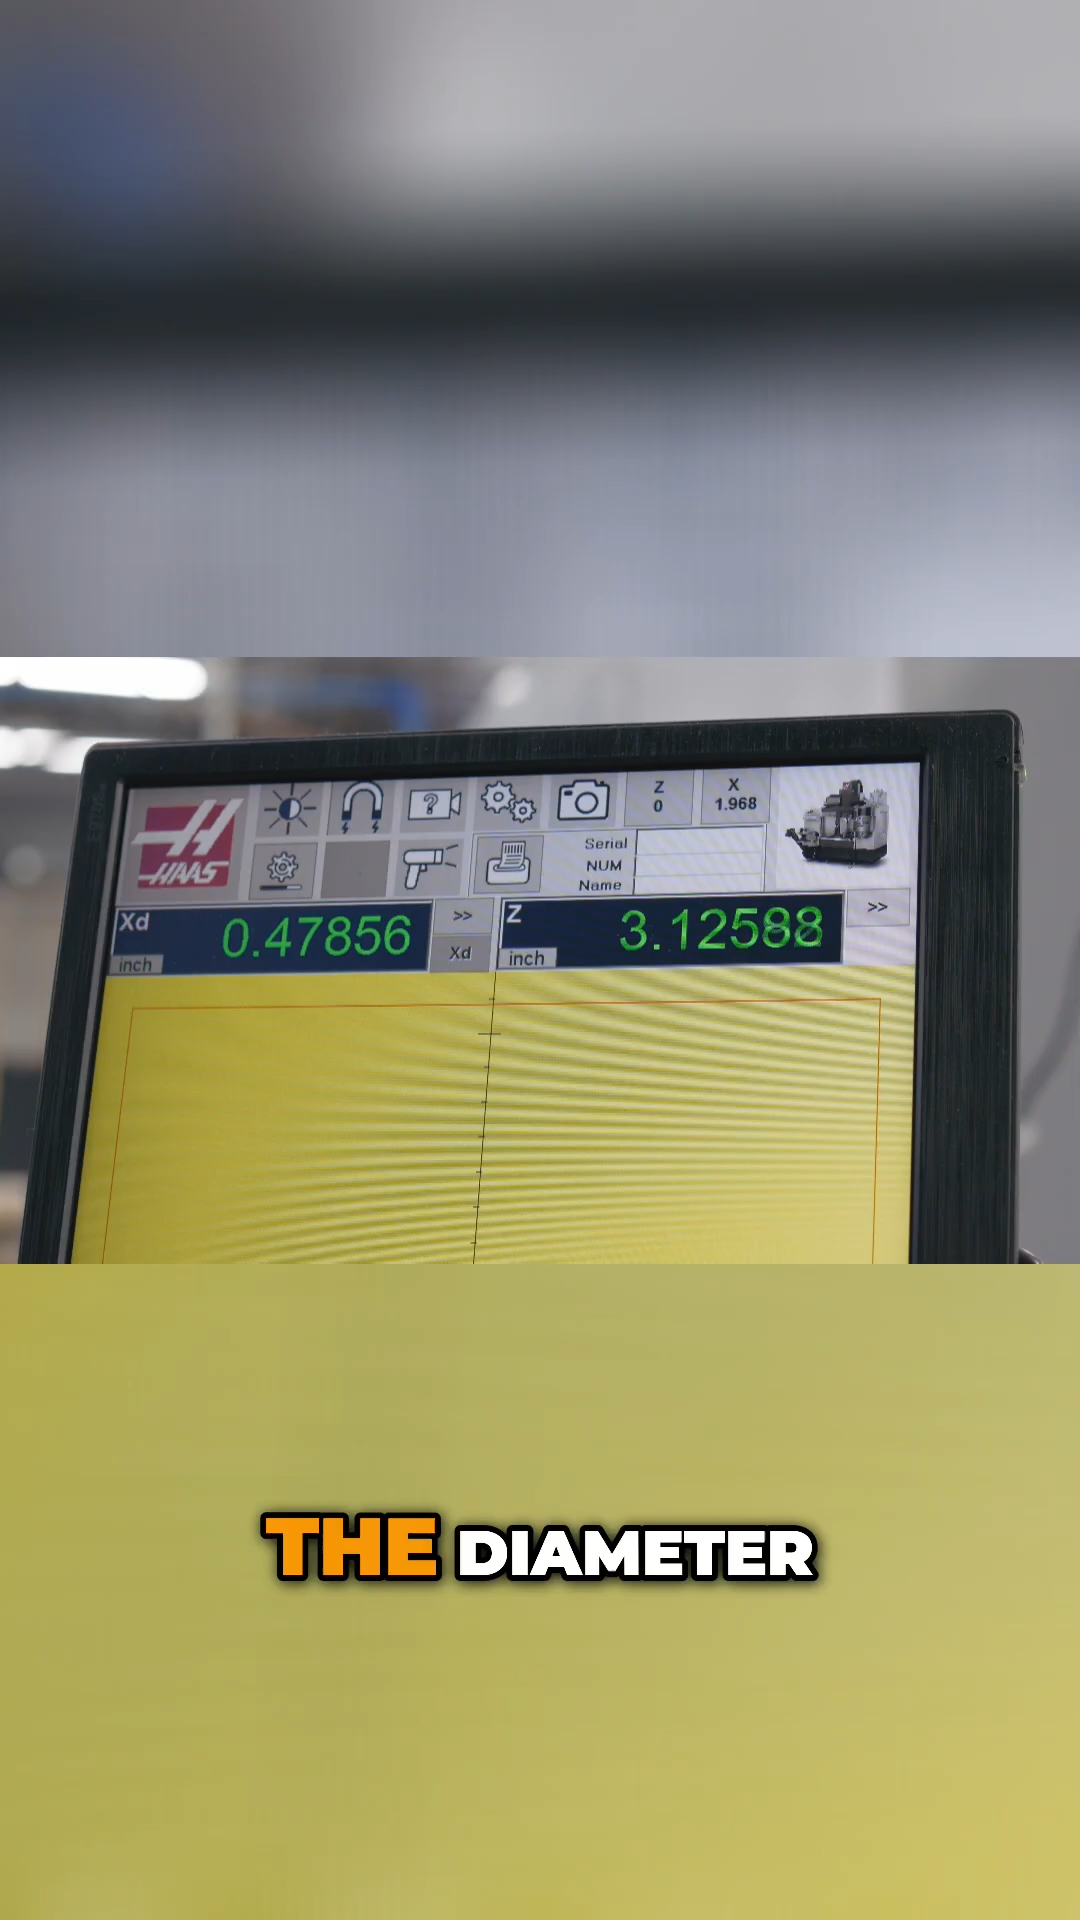 HAAS
?
Z
0
X
1.968
Serial
NUM
Name
Xd
inch
0.47856
>>
Xd
Z
inch
3.12588
>>
THE DIAMETER